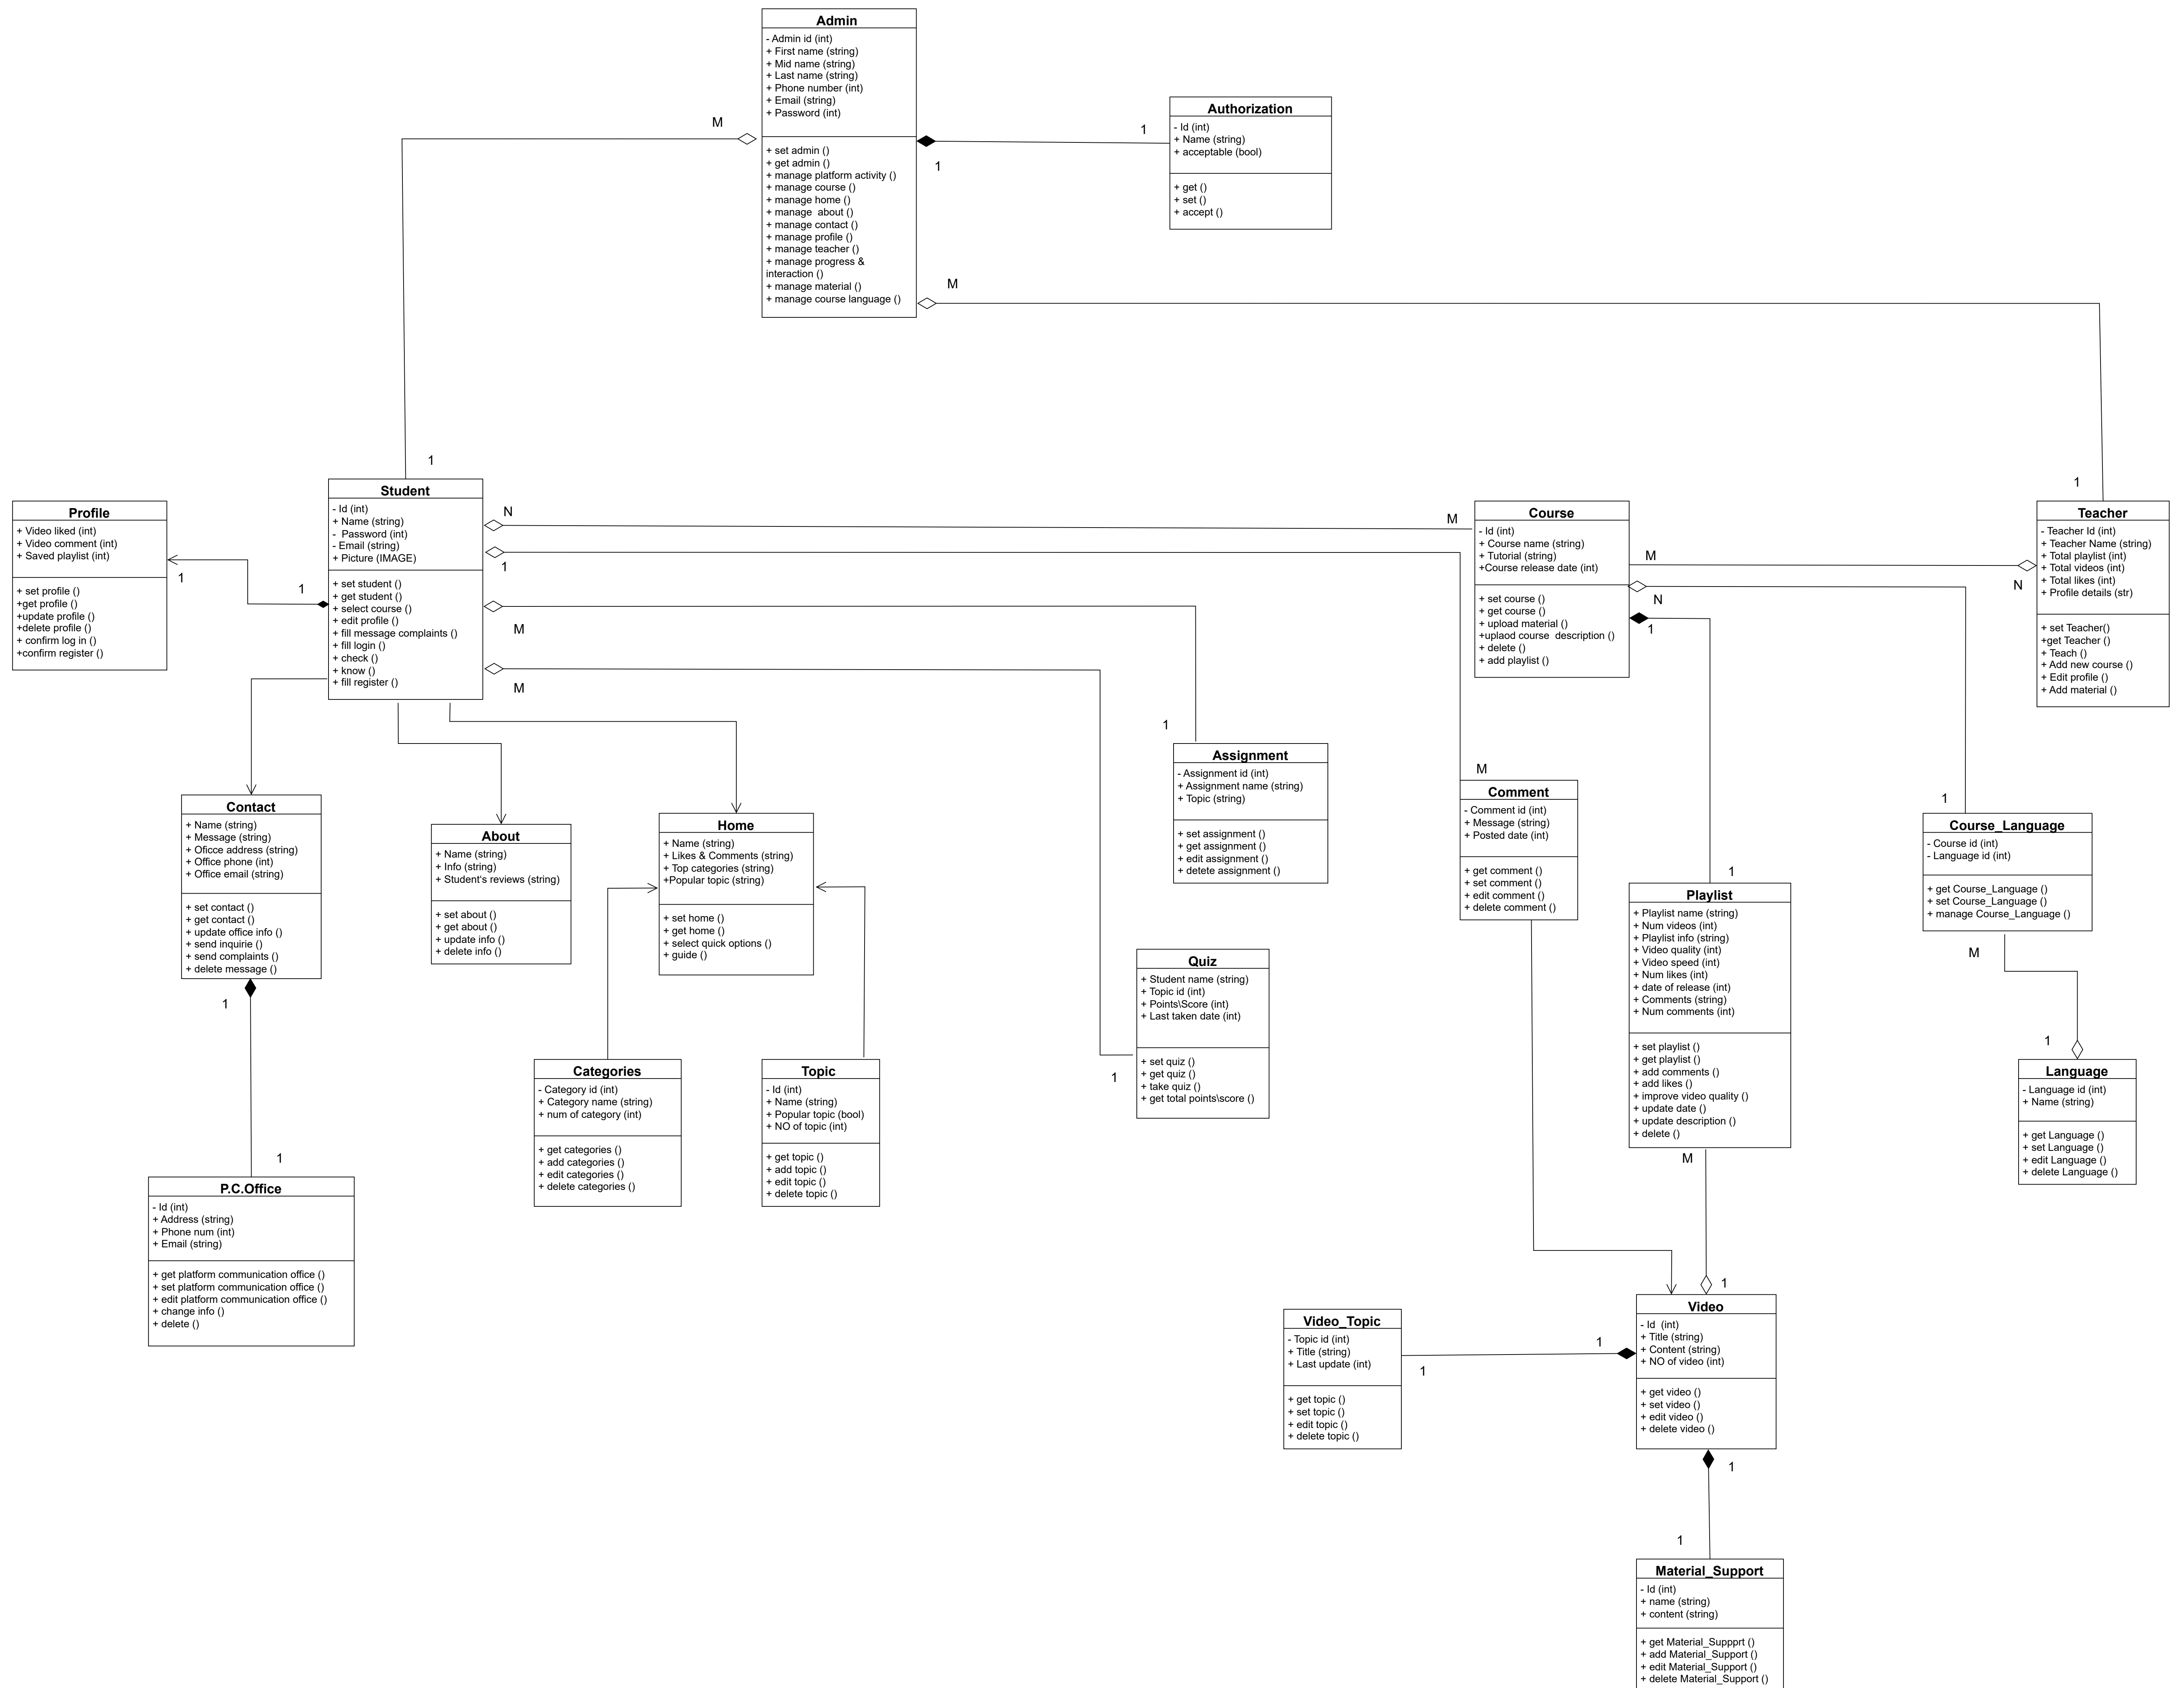 Admin
- Admin id (int)
+ First name (string)
+ Mid name (string)
+ Last name (string)
+ Phone number (int)
+ Email (string)
+ Password (int)
+ set admin ()
+ get admin ()
+ manage platform activity ()
+ manage course ()
+ manage home ()
+ manage  about ()
+ manage contact ()
+ manage profile ()
+ manage teacher ()
+ manage progress &
interaction ()
+ manage material ()
+ manage course language ()
M
1
1
M
Authorization
- Id (int)
+ Name (string)
+ acceptable (bool)
+ get ()
+ set ()
+ accept ()
1
1
Profile
+ Video liked (int)
+ Video comment (int)
+ Saved playlist (int)
+ set profile ()
+get profile ()
+update profile ()
+delete profile ()
+ confirm log in ()
+confirm register ()
1
1
Student
- Id (int)
+ Name (string)
-  Password (int)
- Email (string)
+ Picture (IMAGE)
+ set student ()
+ get student ()
+ select course ()
+ edit profile ()
+ fill message complaints ()
+ fill login ()
+ check ()
+ know ()
+ fill register ()
N
1
M
M
M
Course
- Id (int)
+ Course name (string)
+ Tutorial (string)
+Course release date (int)
+ set course ()
+ get course ()
+ upload material ()
+uplaod course  description ()
+ delete ()
+ add playlist ()
M
N
1
N
Teacher
- Teacher Id (int)
+ Teacher Name (string)
+ Total playlist (int)
+ Total videos (int)
+ Total likes (int)
+ Profile details (str)
+ set Teacher()
+get Teacher ()
+ Teach ()
+ Add new course ()
+ Edit profile ()
+ Add material ()
Contact
+ Name (string)
+ Message (string)
+ Oficce address (string)
+ Office phone (int)
+ Office email (string)
+ set contact ()
+ get contact ()
+ update office info ()
+ send inquirie ()
+ send complaints ()
+ delete message ()
1
1
About
+ Name (string)
+ Info (string)
+ Student's reviews (string)
+ set about ()
+ get about ()
+ update info ()
+ delete info ()
Home
+ Name (string)
+ Likes & Comments (string)
+ Top categories (string)
+Popular topic (string)
+ set home ()
+ get home ()
+ select quick options ()
+ guide ()
1
Assignment
- Assignment id (int)
+ Assignment name (string)
+ Topic (string)
+ set assignment ()
+ get assignment ()
+ edit assignment ()
+ detete assignment ()
M
Comment
- Comment id (int)
+ Message (string)
+ Posted date (int)
+ get comment ()
+ set comment ()
+ edit comment ()
+ delete comment ()
1
Playlist
+ Playlist name (string)
+ Num videos (int)
+ Playlist info (string)
+ Video quality (int)
+ Video speed (int)
+ Num likes (int)
+ date of release (int)
+ Comments (string)
+ Num comments (int)
+ set playlist ()
+ get playlist ()
+ add comments ()
+ add likes ()
+ improve video quality ()
+ update date ()
+ update description ()
+ delete ()
M
1
1
Course_Language
- Course id (int)
- Language id (int)
+ get Course_Language ()
+ set Course_Language ()
+ manage Course_Language ()
M
1
Language
- Language id (int)
+ Name (string)
+ get Language ()
+ set Language ()
+ edit Language ()
+ delete Language ()
Quiz
+ Student name (string)
+ Topic id (int)
+ Points\Score (int)
+ Last taken date (int)
+ set quiz ()
+ get quiz ()
+ take quiz ()
+ get total points\score ()
1
Categories
- Category id (int)
+ Category name (string)
+ num of category (int)
+ get categories ()
+ add categories ()
+ edit categories ()
+ delete categories ()
Topic
- Id (int)
+ Name (string)
+ Popular topic (bool)
+ NO of topic (int)
+ get topic ()
+ add topic ()
+ edit topic ()
+ delete topic ()
P.C.Office
- Id (int)
+ Address (string)
+ Phone num (int)
+ Email (string)
+ get platform communication office ()
+ set platform communication office ()
+ edit platform communication office ()
+ change info ()
+ delete ()
Video_Topic
- Topic id (int)
+ Title (string)
+ Last update (int)
+ get topic ()
+ set topic ()
+ edit topic ()
+ delete topic ()
1
1
Video
- Id  (int)
+ Title (string)
+ Content (string)
+ NO of video (int)
+ get video ()
+ set video ()
+ edit video ()
+ delete video ()
1
1
Material_Support
- Id (int)
+ name (string)
+ content (string)
+ get Material_Suppprt ()
+ add Material_Support ()
+ edit Material_Support ()
+ delete Material_Support ()